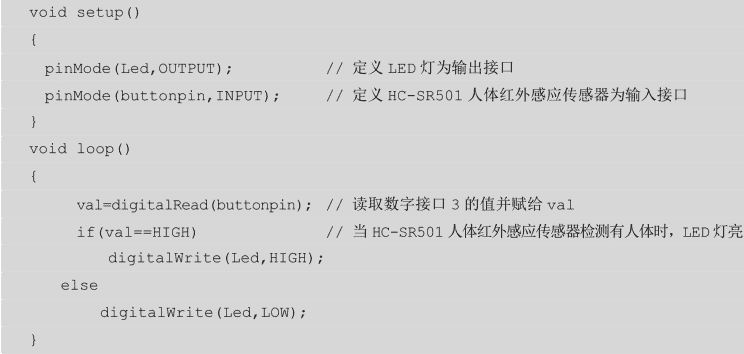 void setup()
{
pinMode(Led,OUTPUT); // 定义 LED 灯为输出接口
pinMode(buttonpin,INPUT); // 定义 HC-SR501 人体红外感应传感器为输入接口
}
void loop()
{
val=digitalRead(buttonpin); // 读取数字接口 3 的值并赋给 val
if(val==HIGH) // 当 HC-SR501 人体红外感应传感器检测有人体时，LED 灯亮
digitalWrite(Led,HIGH);
else
digitalWrite(Led,LOW);
}